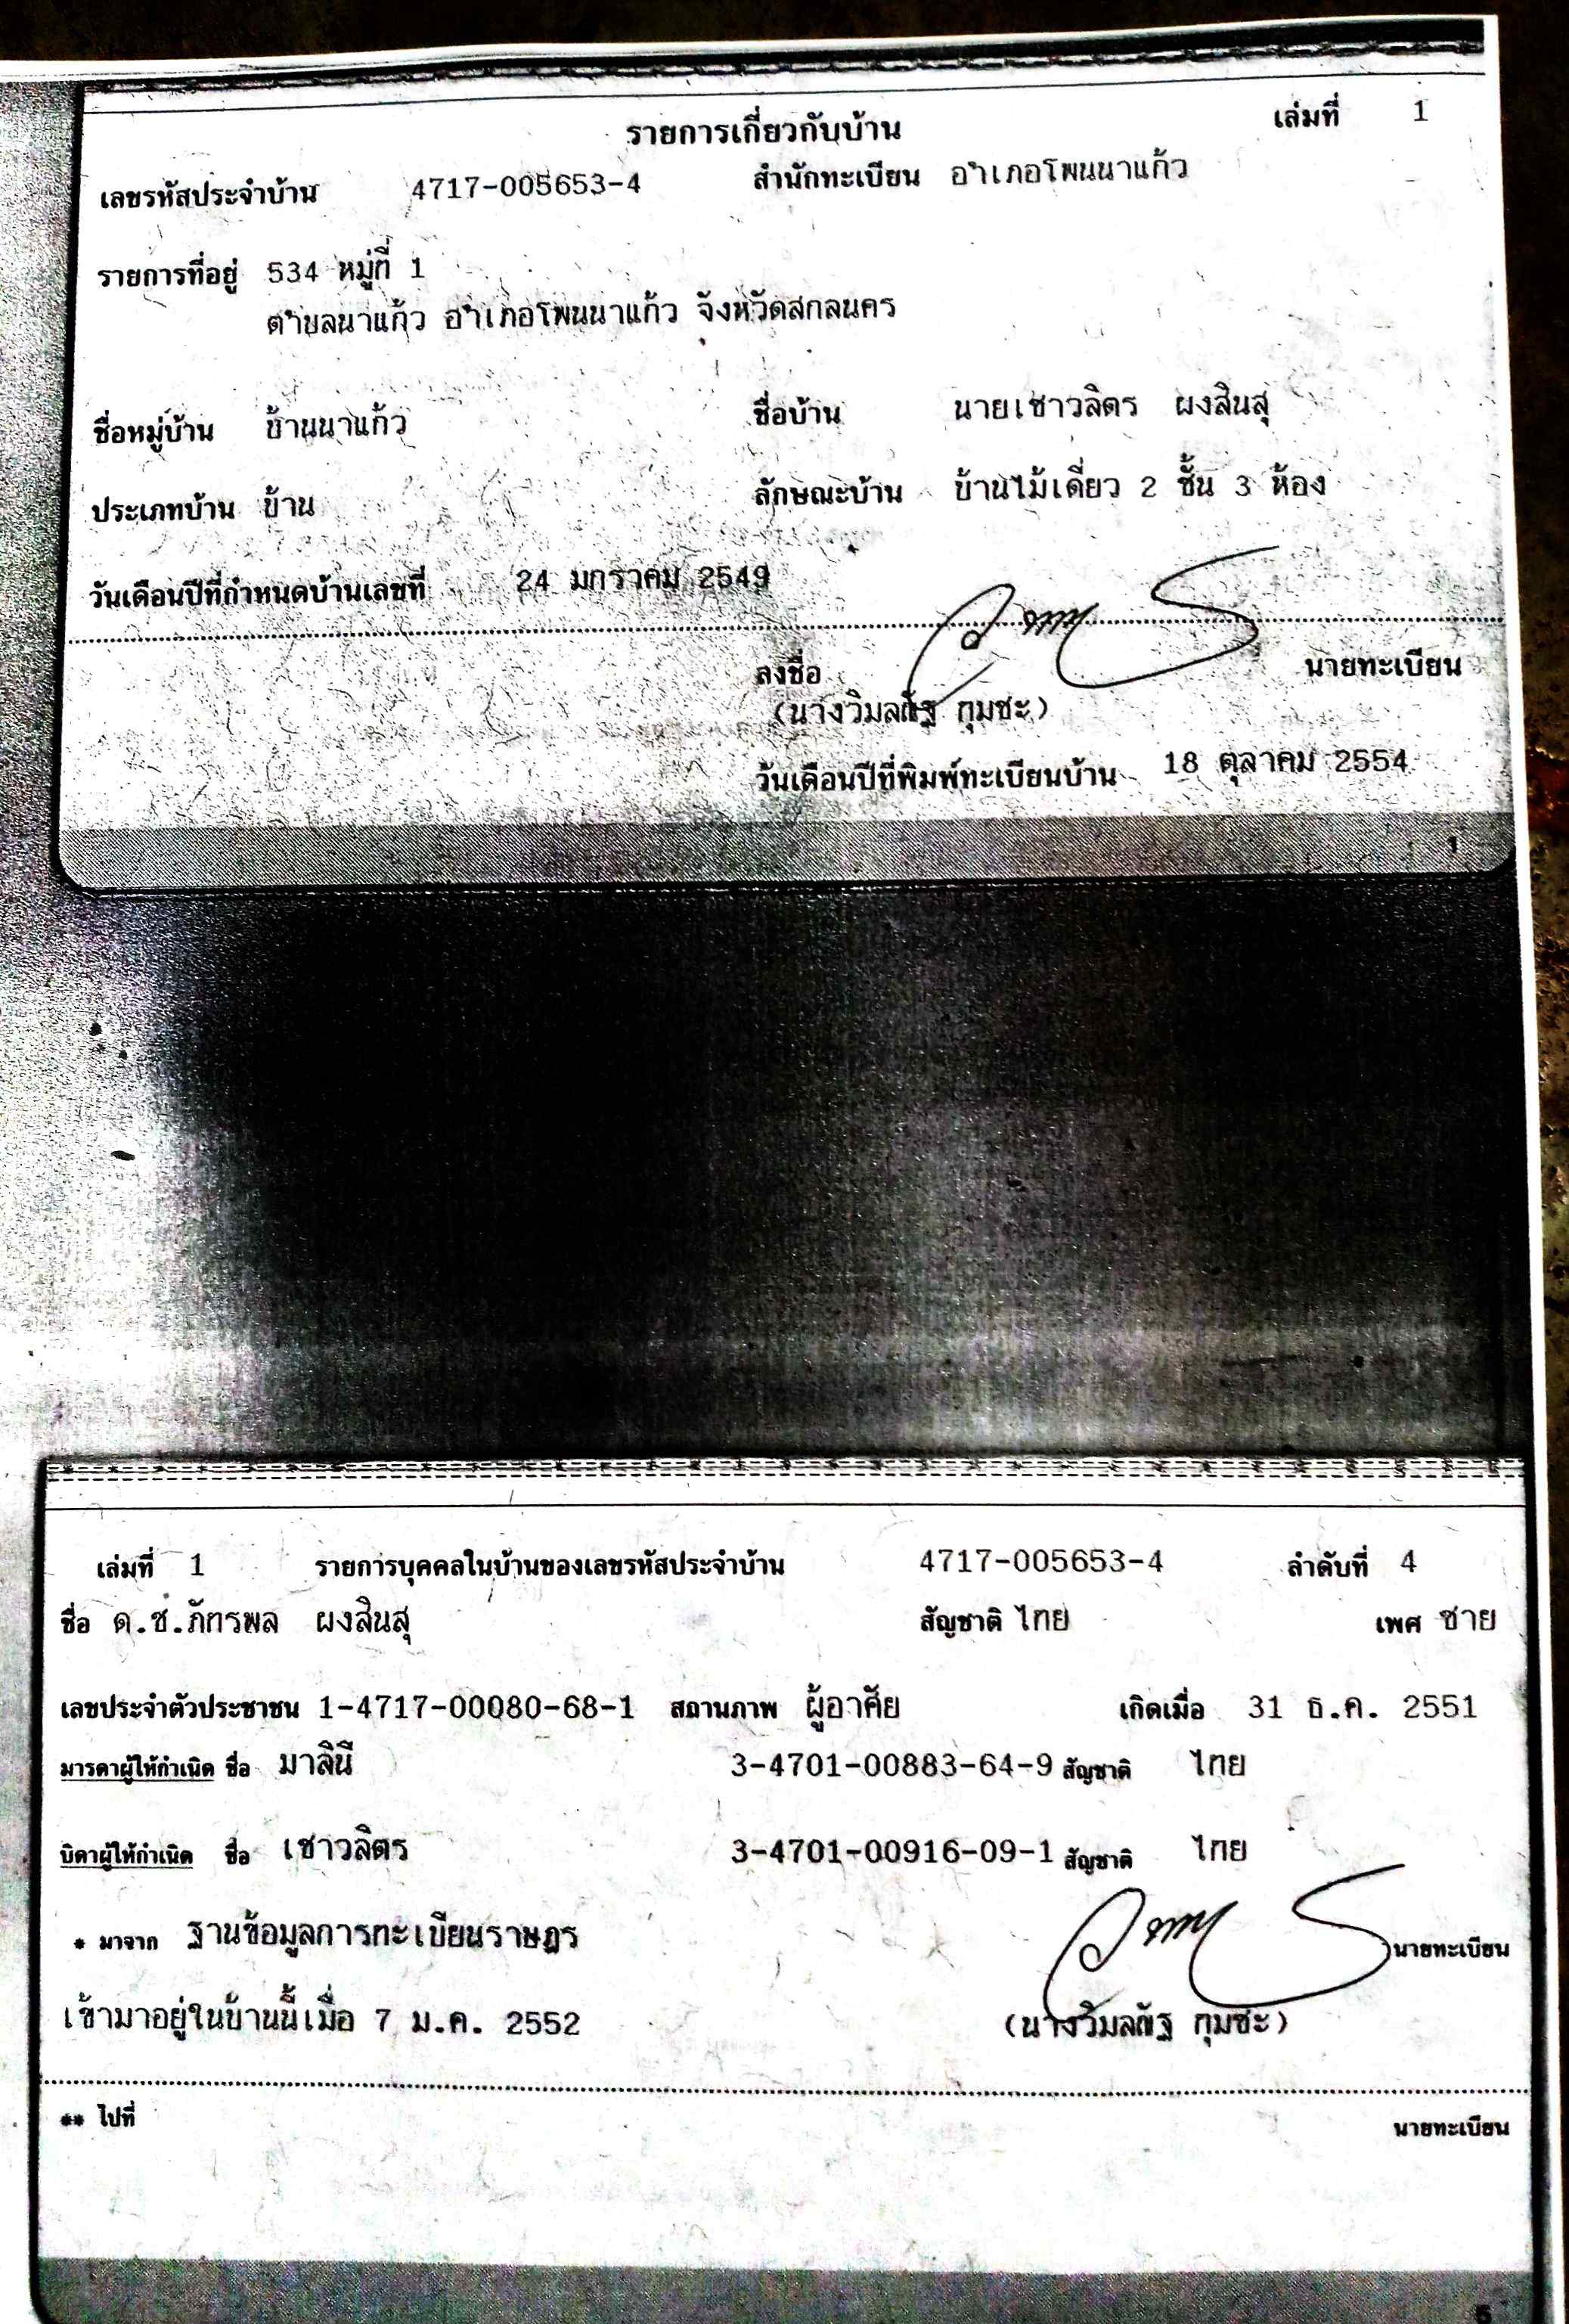 รายการเกี่ยวกับบ้าน เล่มที่ 1
เลขรหัสประจำบ้าน 4717-005653-4 สำนักทะเบียน อำเภอโพนนาแก้ว
รายการที่อยู่ 534 หมู่ที่ 1
ตำบลนาแก้ว อำเภอโพนนาแก้ว จังหวัดสกลนคร
ชื่อหมู่บ้าน บ้านนาแก้ว ชื่อบ้าน นายเชาวลิตร ผงสินสุ
ประเภทบ้าน บ้าน ลักษณะบ้าน บ้านไม้เดี่ยว 2 ชั้น 3 ห้อง
วันเดือนปีที่กำหนดบ้านเลขที่ 24 มกราคม 2549
ลงชื่อ นายทะเบียน
(นางวิมลณัฐ กุมชะ)
วันเดือนปีที่พิมพ์ทะเบียนบ้าน 18 ตุลาคม 2554
1
เล่มที่ 1 รายการบุคคลในบ้านของเลขรหัสประจำบ้าน 4717-005653-4 ลำดับที่ 4
ชื่อ ด.ช.ภัทรพล ผงสินสุ สัญชาติ ไทย เพศ ชาย
เลขประจำตัวประชาชน 1-4717-00080-68-1 สถานภาพ ผู้อาศัย เกิดเมื่อ 31 ธ.ค. 2551
มารดาผู้ให้กำเนิด ชื่อ มาลินี 3-4701-00883-64-9 สัญชาติ ไทย
บิดาผู้ให้กำเนิด ชื่อ เชาวลิตร 3-4701-00916-09-1 สัญชาติ ไทย
* มาจาก ฐานข้อมูลการทะเบียนราษฎร นายทะเบียน
เข้ามาอยู่ในบ้านนี้เมื่อ 7 ม.ค. 2552 (นางวิมลณัฐ กุมชะ)
** ไปที่ นายทะเบียน